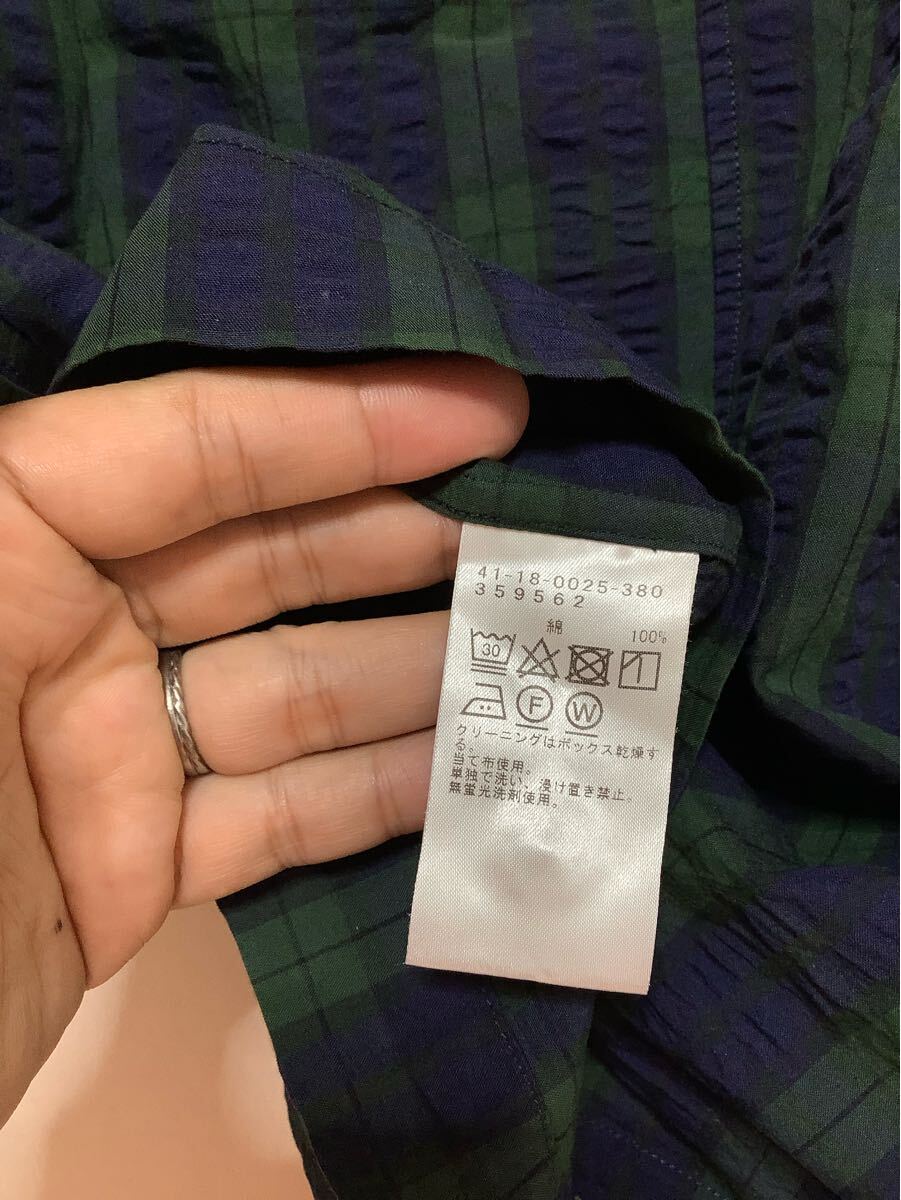 41-18-0025-380
359562
綿 100%
30
F W
クリーニングはボックス乾燥す
る。
当て布使用。
単独で洗い、浸け置き禁止。
無蛍光洗剤使用。